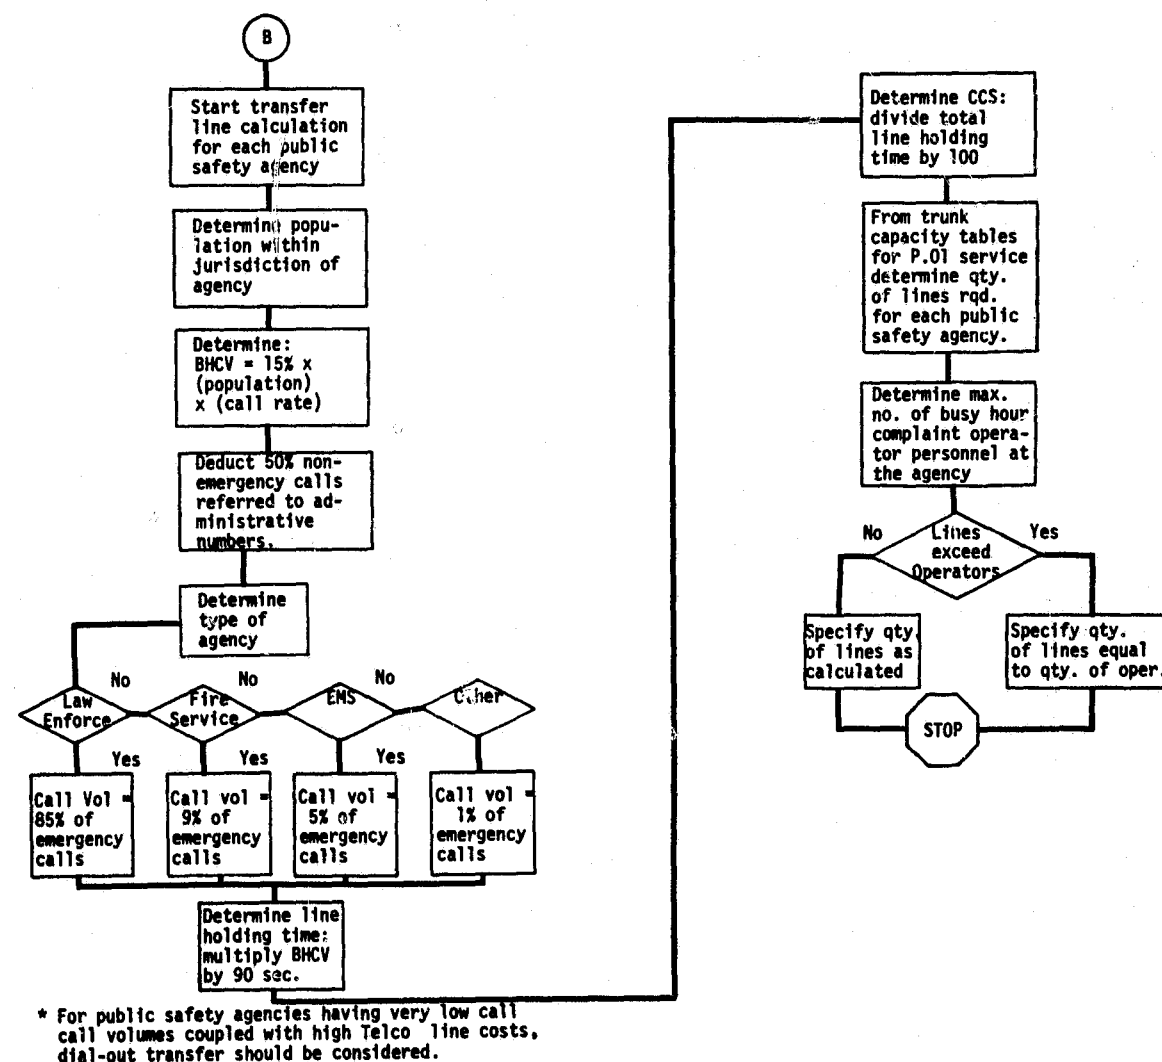 B
Start transfer
line calculation
for each public
safety agency
Determine popu-
lation within
jurisdiction of
agency
Determine:
BHCV = 15% x
(population)
x (call rate)
Deduct 50% non-
emergency calls
referred to ad-
ministrative
numbers.
Determine
type of
agency
No
No
No
Law
Enforce
Fire
Service
EMS
Other
Yes
Yes
Yes
Call Vol =
85% of
emergency
calls
Call vol =
9% of
emergency
calls
Call vol =
5% of
emergency
calls
Call vol =
1% of
emergency
calls
Determine line
holding time:
multiply BHCV
by 90 sec.
* For public safety agencies having very low call
call volumes coupled with high Telco line costs,
dial-out transfer should be considered.
Determine CCS:
divide total
line holding
time by 100
From trunk
capacity tables
for P.01 service
determine qty.
of lines rqd.
for each public
safety agency.
Determine max.
no. of busy hour
complaint opera-
tor personnel at
the agency
No
Lines
exceed
Operators
Yes
Specify qty.
of lines as
calculated
Specify qty.
of lines equal
to qty. of oper.
STOP